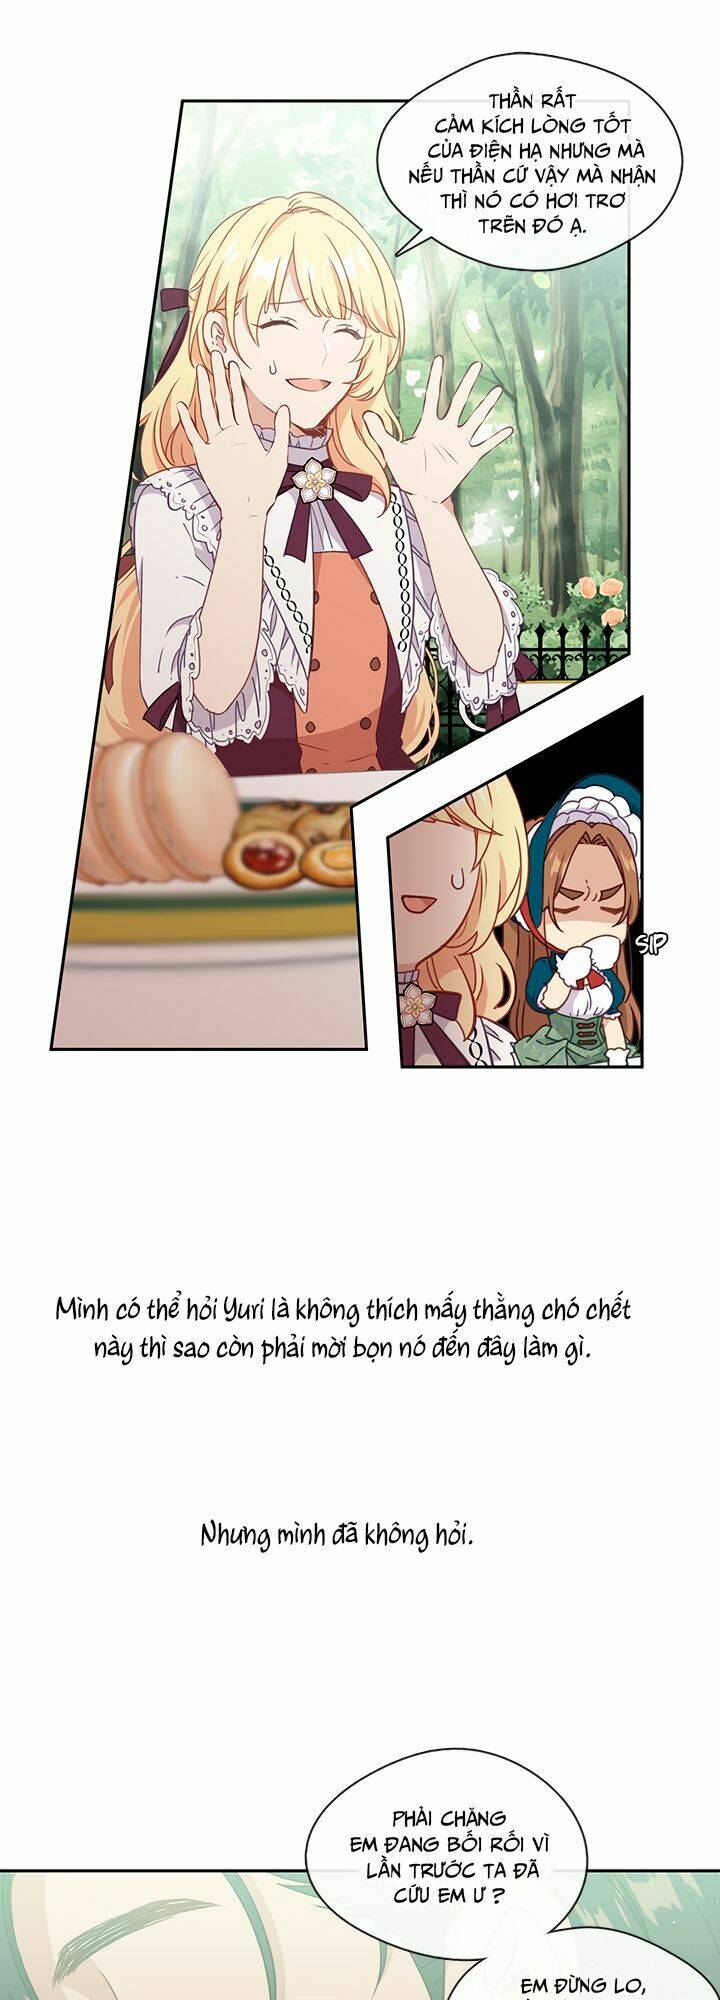 THẦN RẤT
CẢM KÍCH LÒNG TỐT
CỦA ĐIỆN HẠ NHƯNG MÀ
NẾU THẦN CỨ VẬY MÀ NHẬN
THÌ NÓ CÓ HƠI TRƠ
TRẼN ĐÓ Ạ.
SIP
Mình có thể hỏi Yuri là không thích mấy thằng chó chết
này thì sao còn phải mời bọn nó đến đây làm gì.
Nhưng mình đã không hỏi.
PHẢI CHĂNG
EM ĐANG BỐI RỐI VÌ
LẦN TRƯỚC TA ĐÃ
CỨU EM Ư ?
EM ĐỪNG LO,